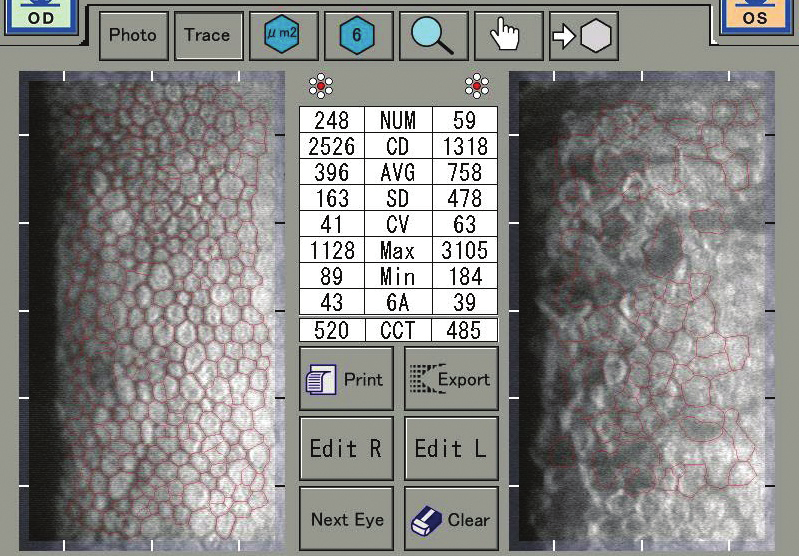 OD
Photo
Trace
μm2
6
OS
248 NUM 59
2526 CD 1318
396 AVG 758
163 SD 478
41 CV 63
1128 Max 3105
89 Min 184
43 6A 39
520 CCT 485
Print
Export
Edit R
Edit L
Next Eye
Clear